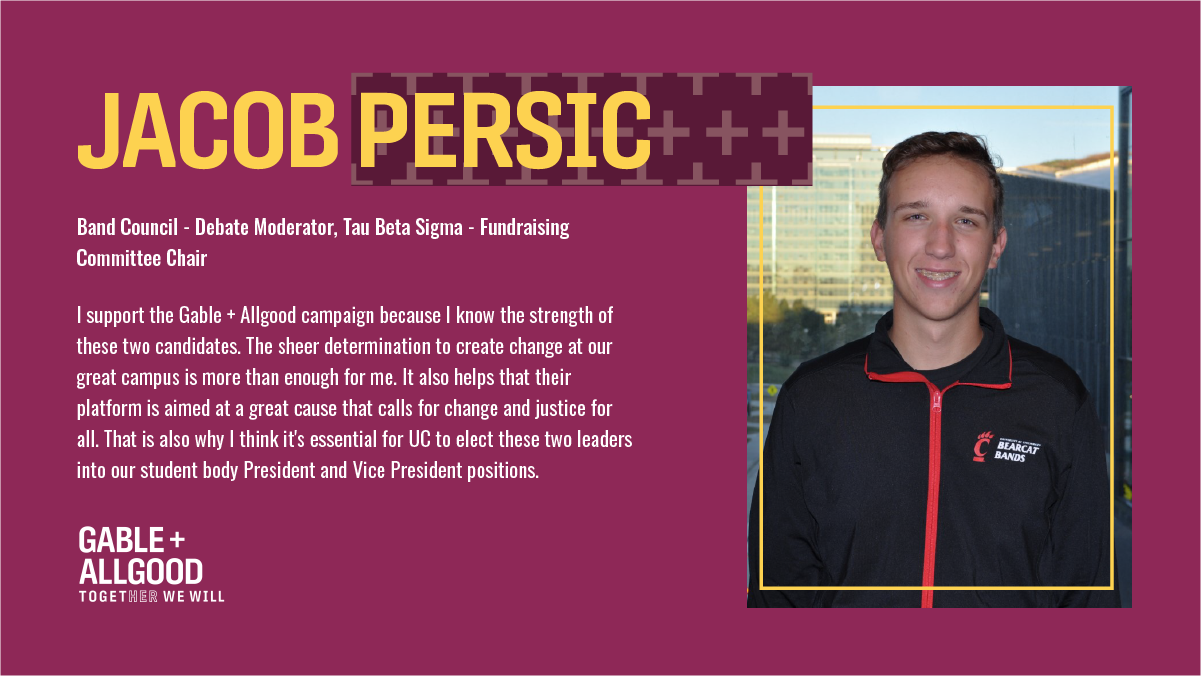 JACOB PERSIC
Band Council - Debate Moderator, Tau Beta Sigma - Fundraising
Committee Chair
I support the Gable + Allgood campaign because I know the strength of
these two candidates. The sheer determination to create change at our
great campus is more than enough for me. It also helps that their
platform is aimed at a great cause that calls for change and justice for
all. That is also why I think it's essential for UC to elect these two leaders
into our student body President and Vice President positions.
GABLE +
ALLGOOD
TOGETHER WE WILL
UNIVERSITY OF CINCINNATI
BEARCAT
BANDS